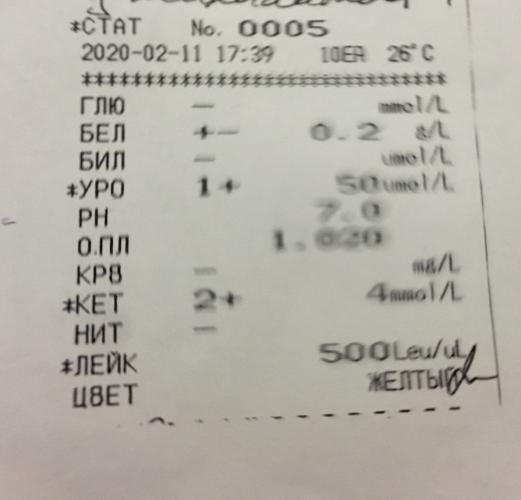 *СТАТ No. 0005
2020-02-11 17:39 10EA 26°C
*******************************
ГЛЮ — mmol/L
БЕЛ +- 0.2 g/L
БИЛ — umol/L
*УРО 1+ 50umol/L
PH 7.0
О.ПЛ 1.020
КРВ — mg/L
*КЕТ 2+ 4mmol/L
НИТ —
*ЛЕЙК 500Leu/uL
ЦВЕТ ЖЕЛТЫЙ